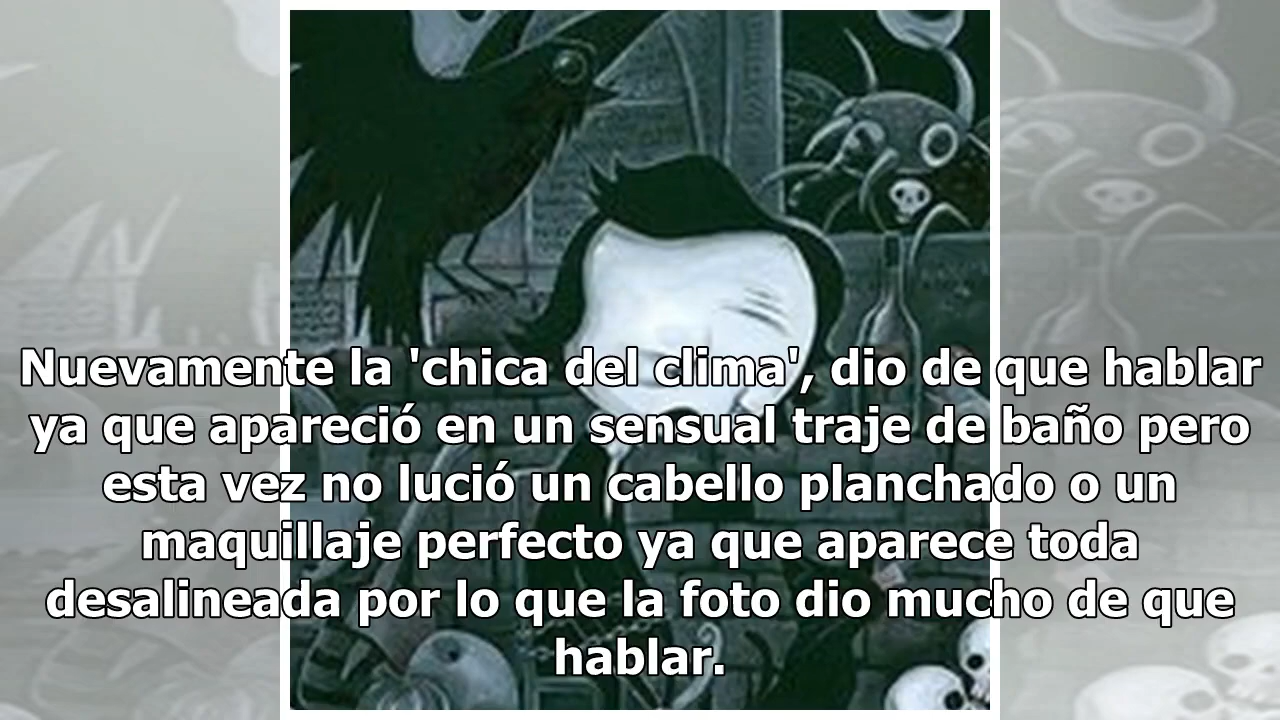 Nuevamente la 'chica del clima', dio de que hablar
ya que apareció en un sensual traje de baño pero
esta vez no lució un cabello planchado o un
maquillaje perfecto ya que aparece toda
desalineada por lo que la foto dio mucho de que
hablar.